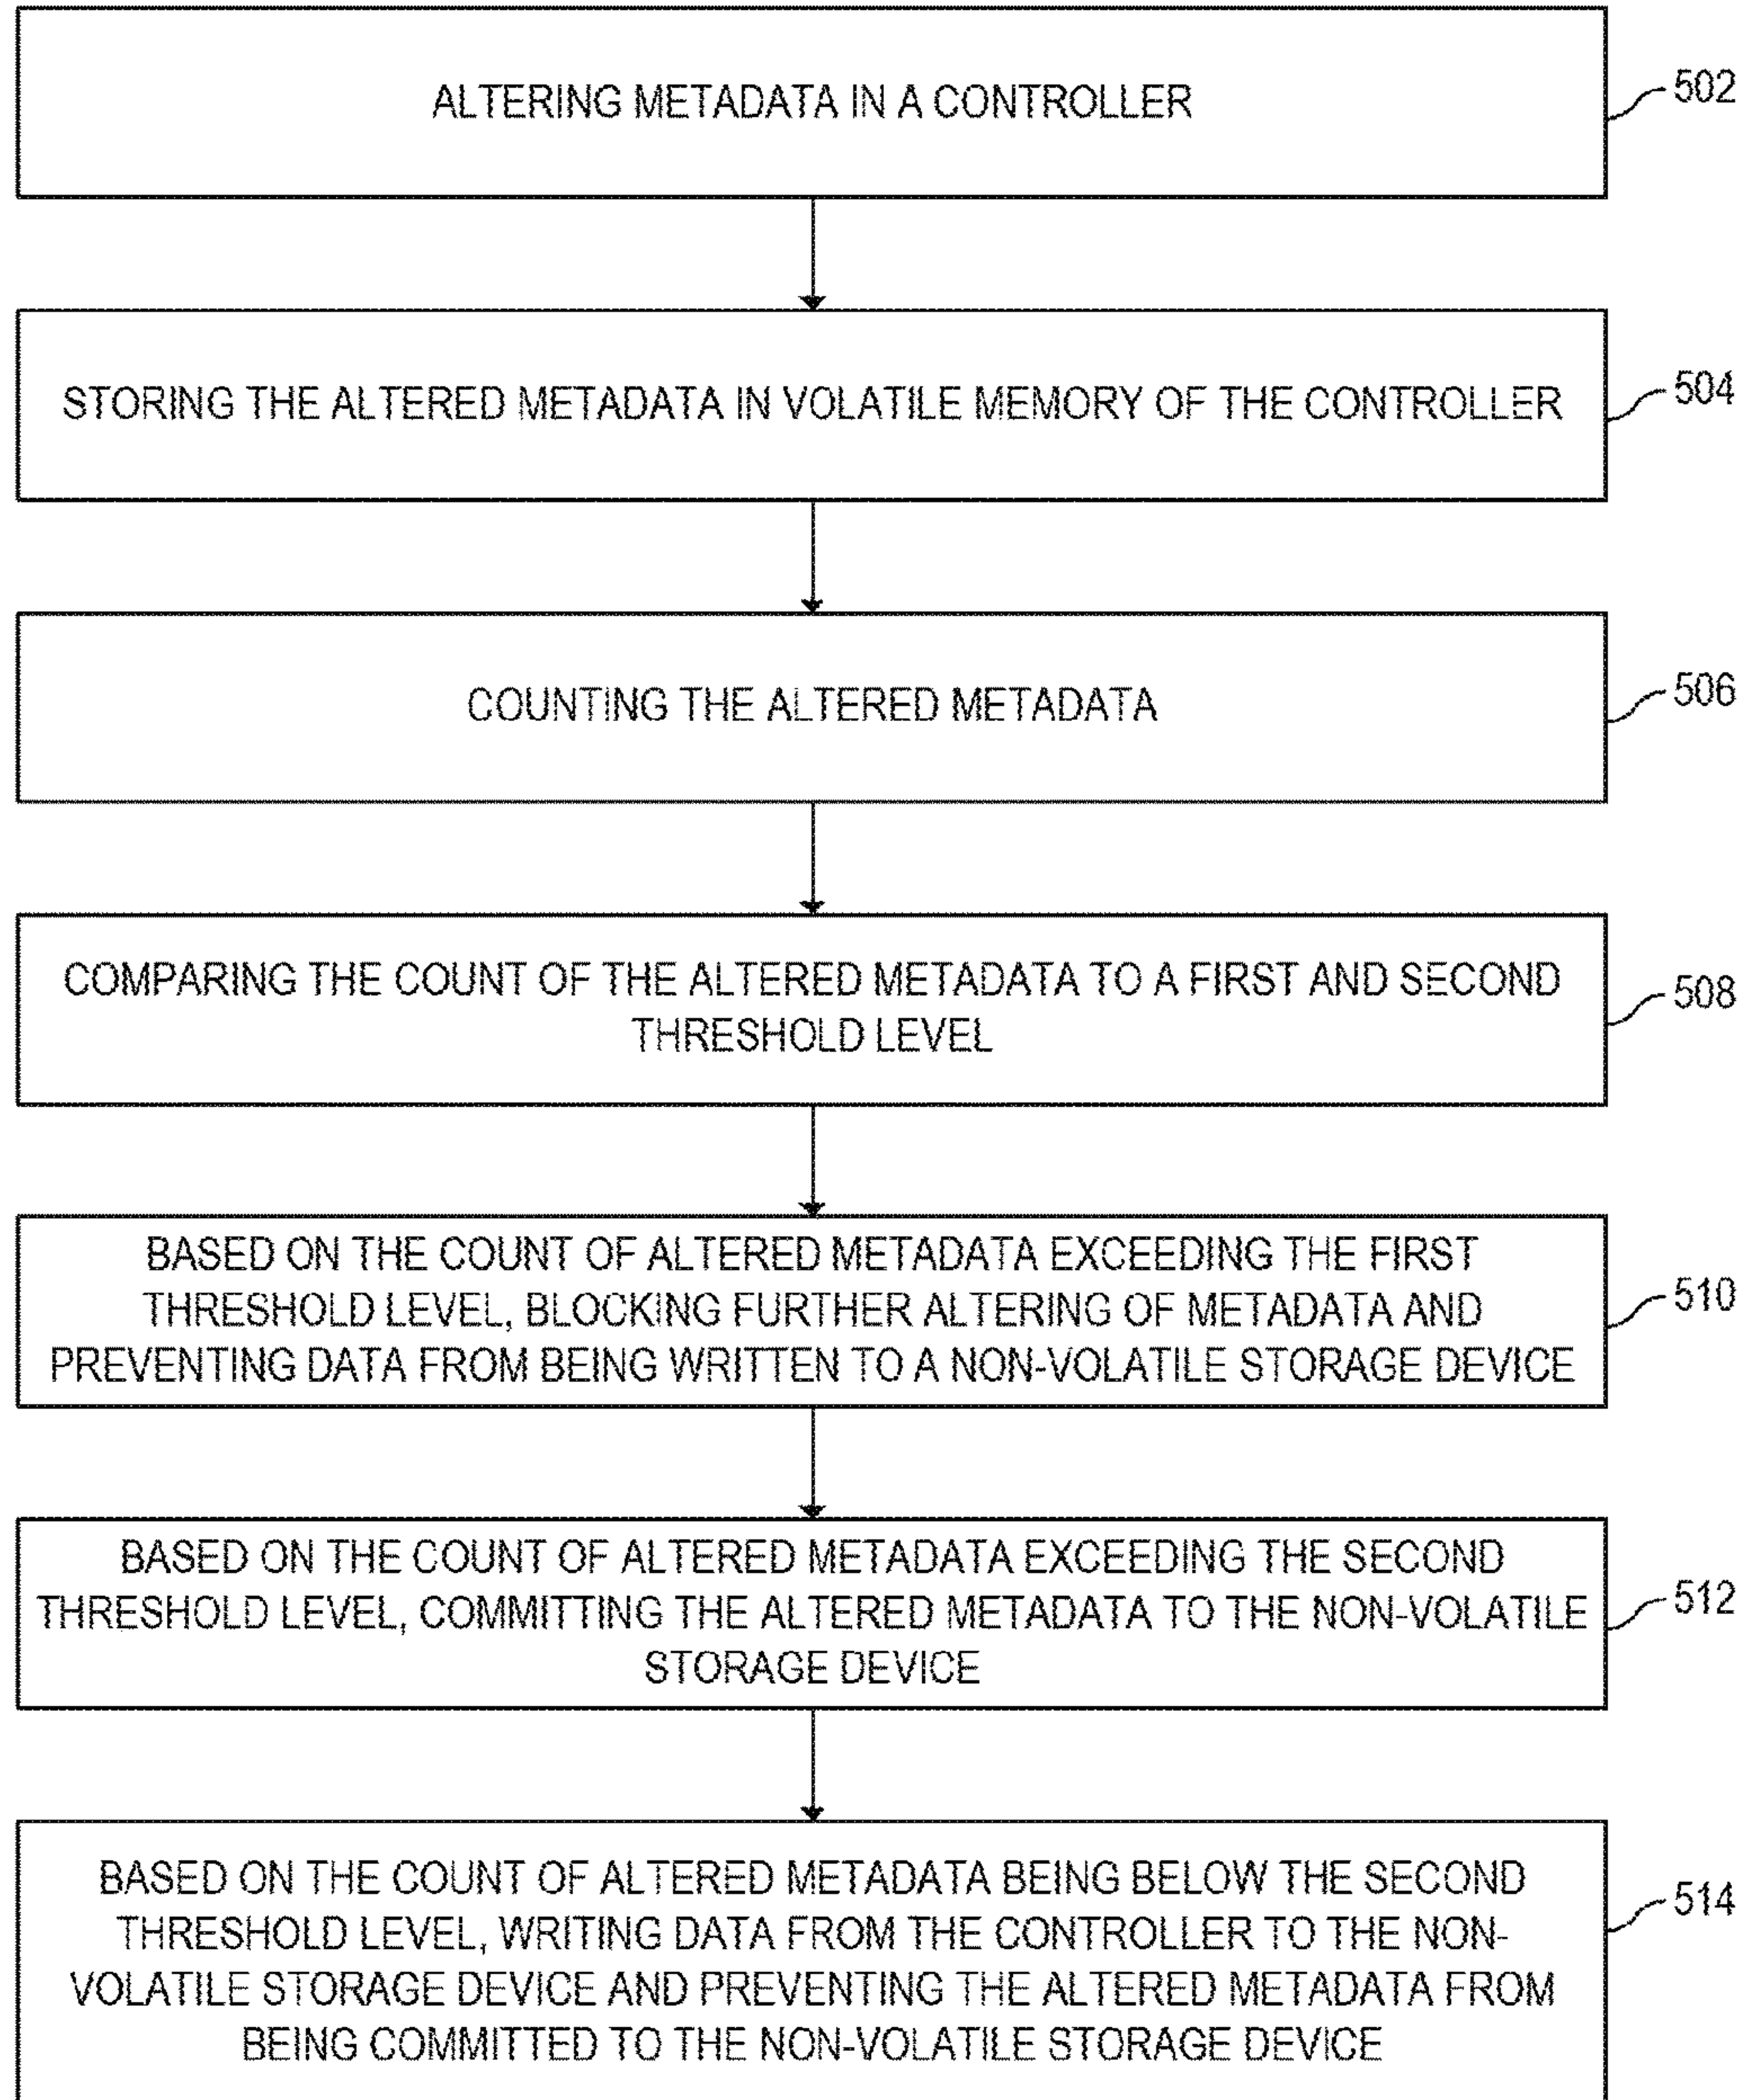 ALTERING METADATA IN A CONTROLLER
502
STORING THE ALTERED METADATA IN VOLATILE MEMORY OF THE CONTROLLER
504
COUNTING THE ALTERED METADATA
506
COMPARING THE COUNT OF THE ALTERED METADATA TO A FIRST AND SECOND
THRESHOLD LEVEL
508
BASED ON THE COUNT OF ALTERED METADATA EXCEEDING THE FIRST
THRESHOLD LEVEL, BLOCKING FURTHER ALTERING OF METADATA AND
PREVENTING DATA FROM BEING WRITTEN TO A NON-VOLATILE STORAGE DEVICE
510
BASED ON THE COUNT OF ALTERED METADATA EXCEEDING THE SECOND
THRESHOLD LEVEL, COMMITTING THE ALTERED METADATA TO THE NON-VOLATILE
STORAGE DEVICE
512
BASED ON THE COUNT OF ALTERED METADATA BEING BELOW THE SECOND
THRESHOLD LEVEL, WRITING DATA FROM THE CONTROLLER TO THE NON-
VOLATILE STORAGE DEVICE AND PREVENTING THE ALTERED METADATA FROM
BEING COMMITTED TO THE NON-VOLATILE STORAGE DEVICE
514